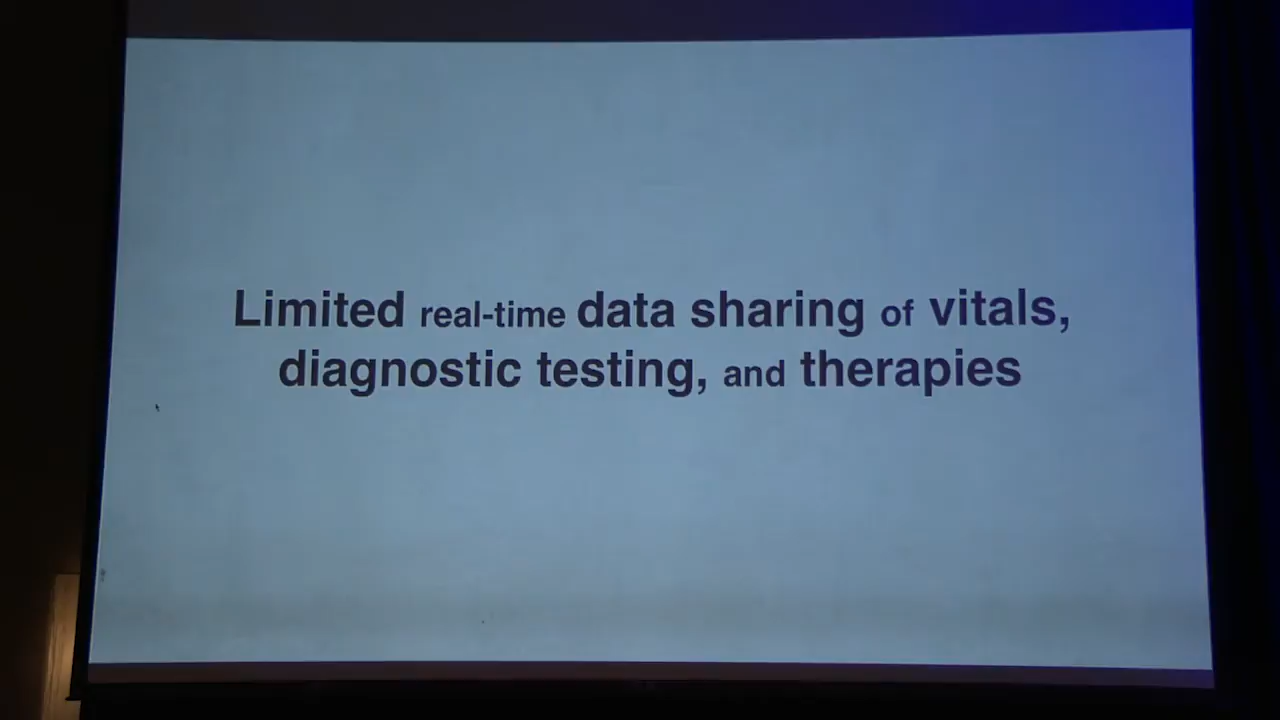 Limited real-time data sharing of vitals,
diagnostic testing, and therapies